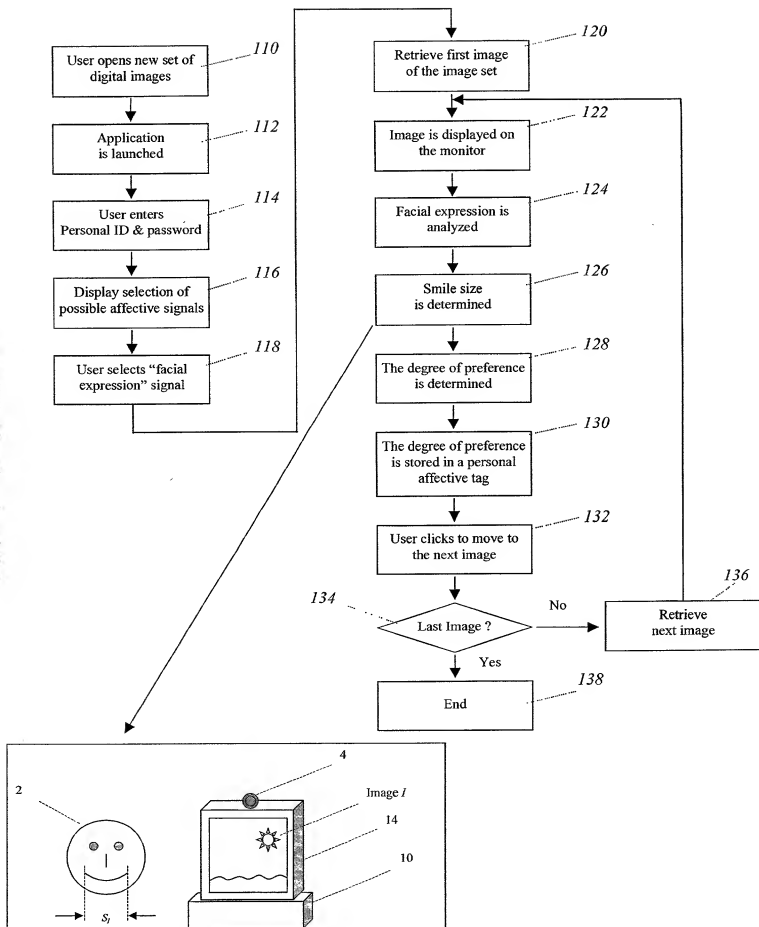 110
User opens new set of
digital images
112
Application
is launched
114
User enters
Personal ID & password
116
Display selection of
possible affective signals
118
User selects “facial
expression” signal
120
Retrieve first image
of the image set
122
Image is displayed on
the monitor
124
Facial expression is
analyzed
126
Smile size
is determined
128
The degree of preference
is determined
130
The degree of preference
is stored in a personal
affective tag
132
User clicks to move to
the next image
134
Last Image ?
No
136
Retrieve
next image
Yes
138
End
2
4
Image I
14
10
S_I